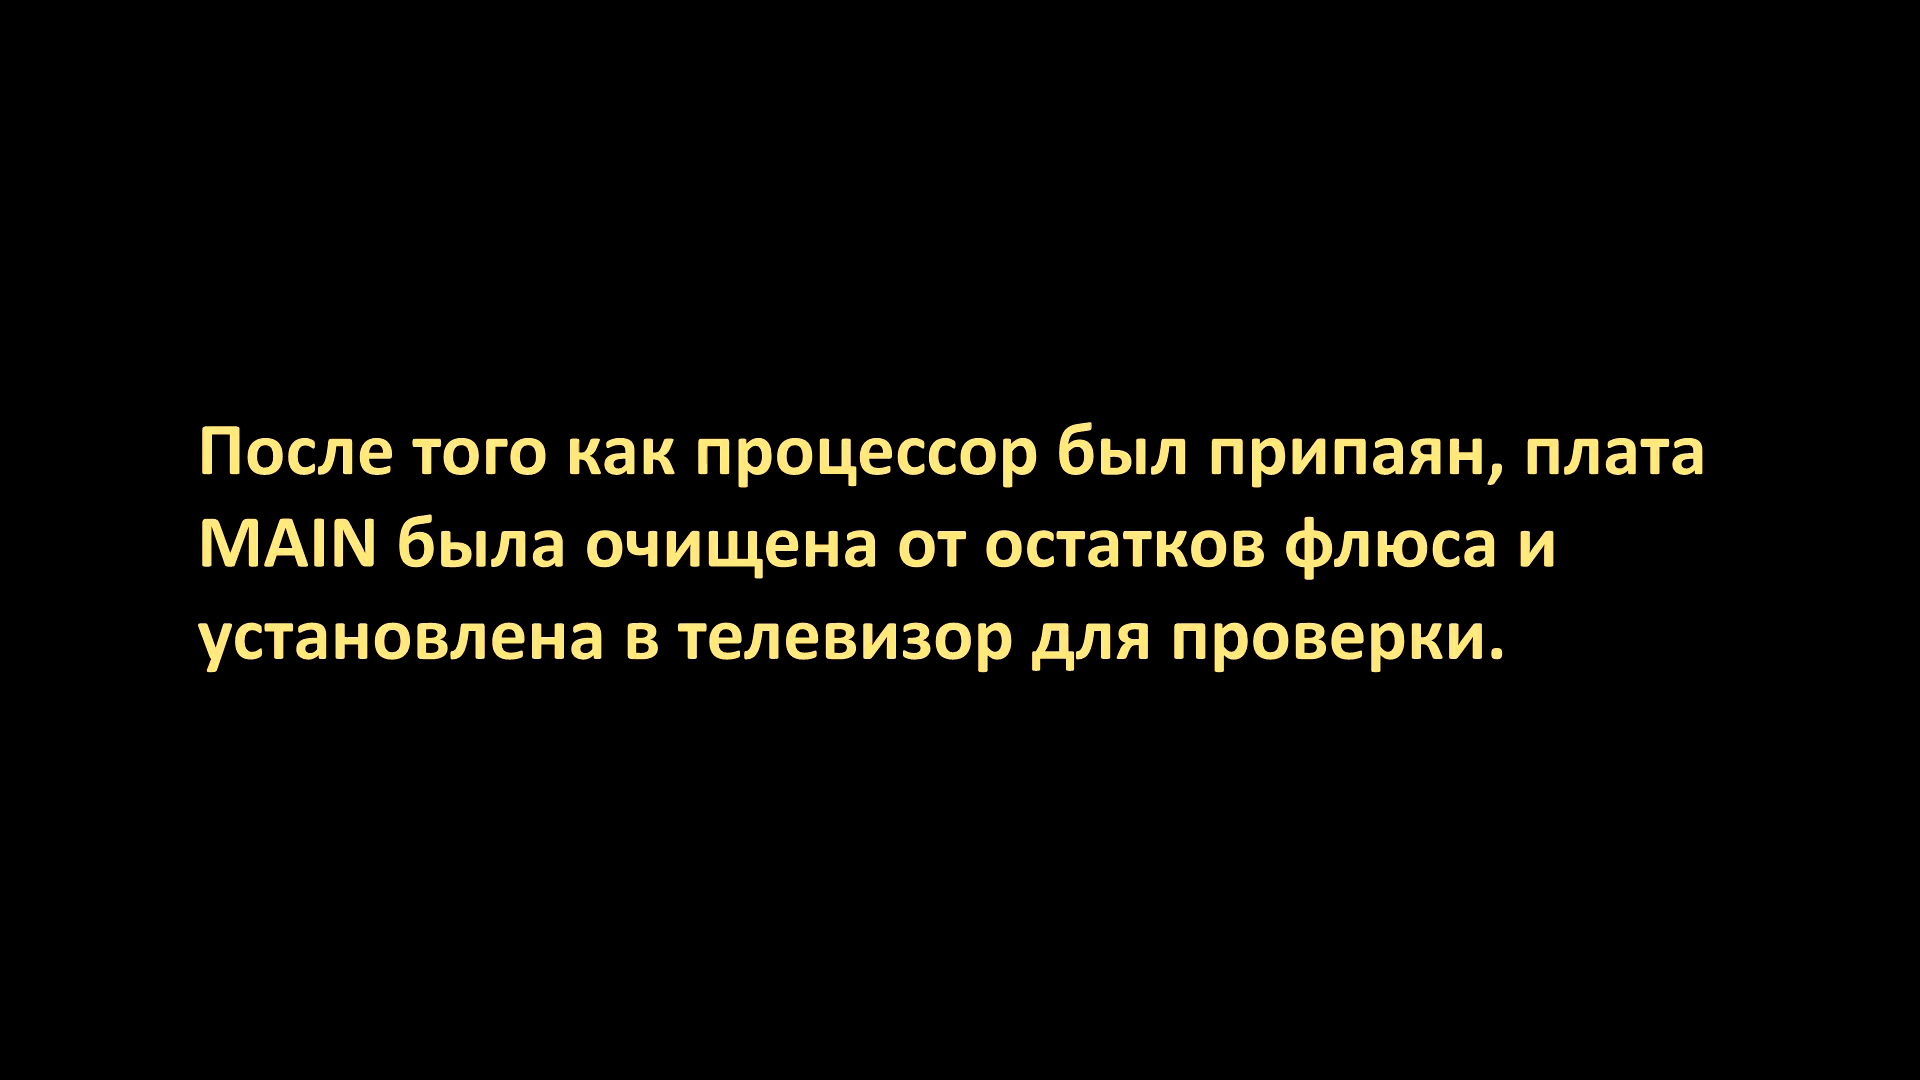 После того как процессор был припаян, плата
MAIN была очищена от остатков флюса и
установлена в телевизор для проверки.